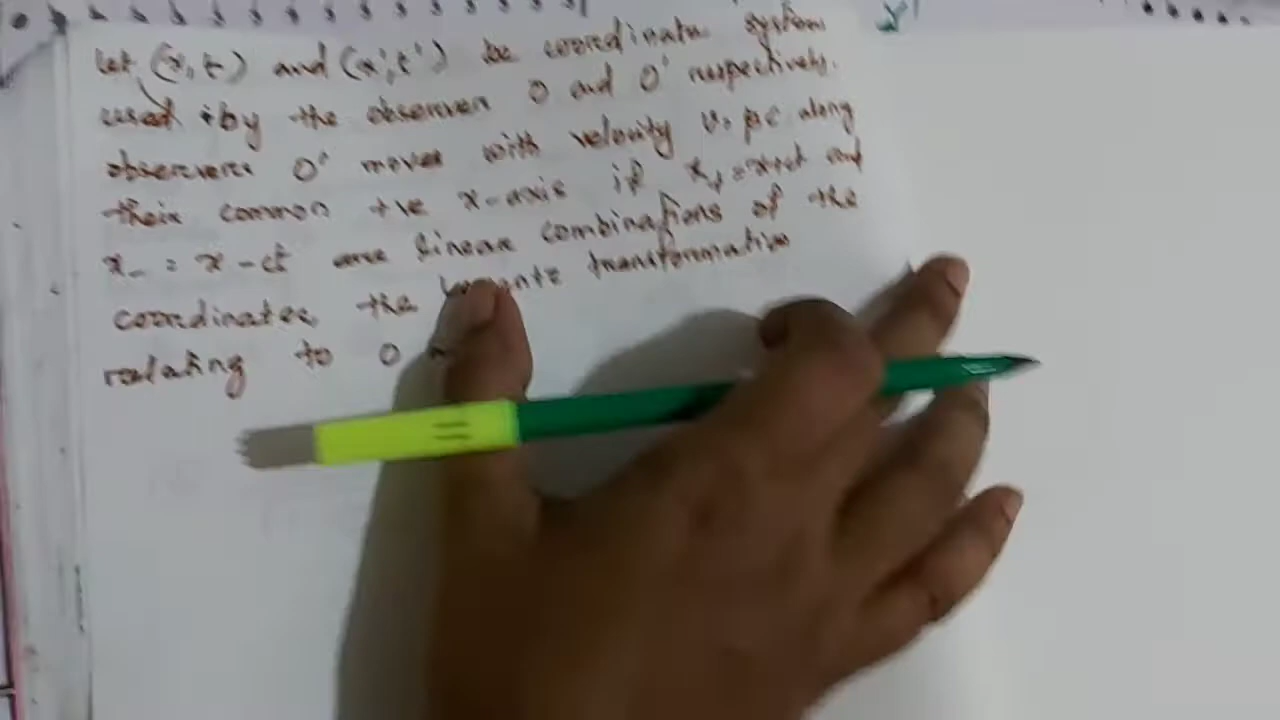 Let (x,t) and (x',t') be coordinate system
used by the observer O and O' respectively.
observers O' moves with velocity v = βc along
their common +ve x-axis if x+ = x+ct and
x- = x - ct are linear combinations of the
coordinates, the transformation
relating to O